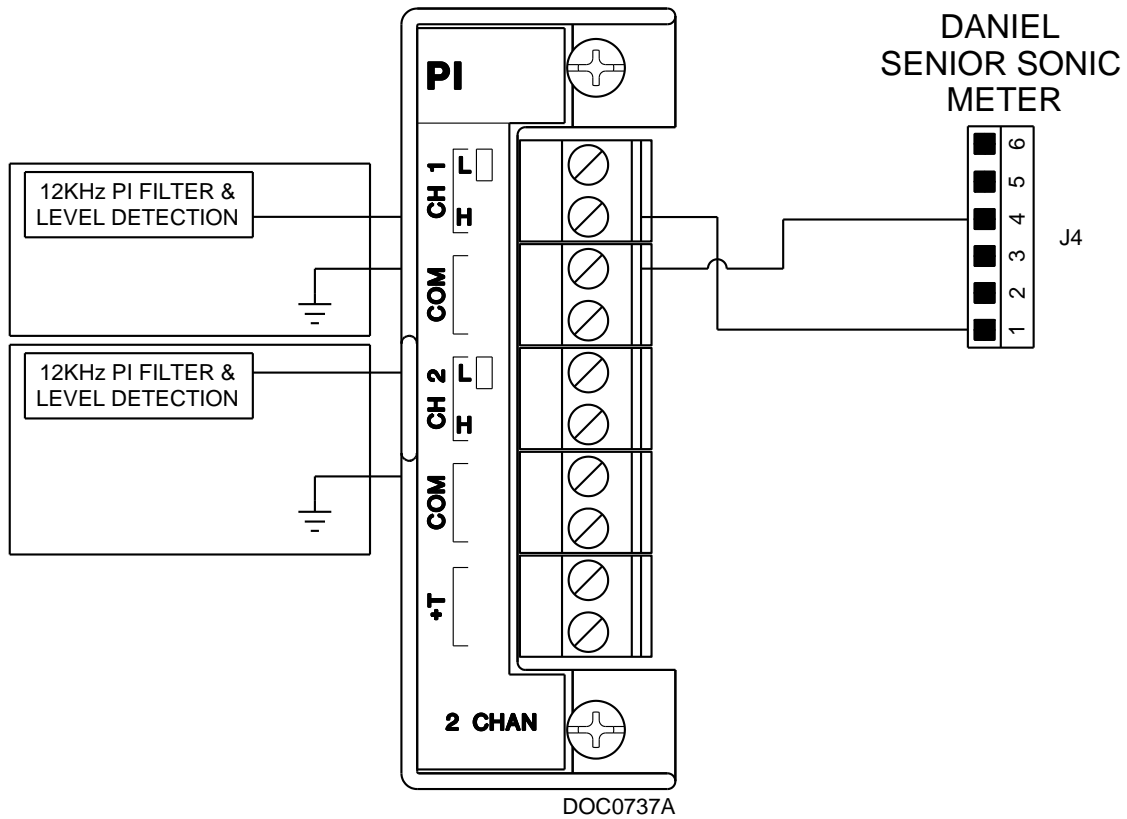 DANIEL
SENIOR SONIC
METER
PI
12KHz PI FILTER &
LEVEL DETECTION
CH 1
L
H
COM
12KHz PI FILTER &
LEVEL DETECTION
CH 2
L
H
COM
+T
2 CHAN
6
5
4
3
2
1
J4
DOC0737A